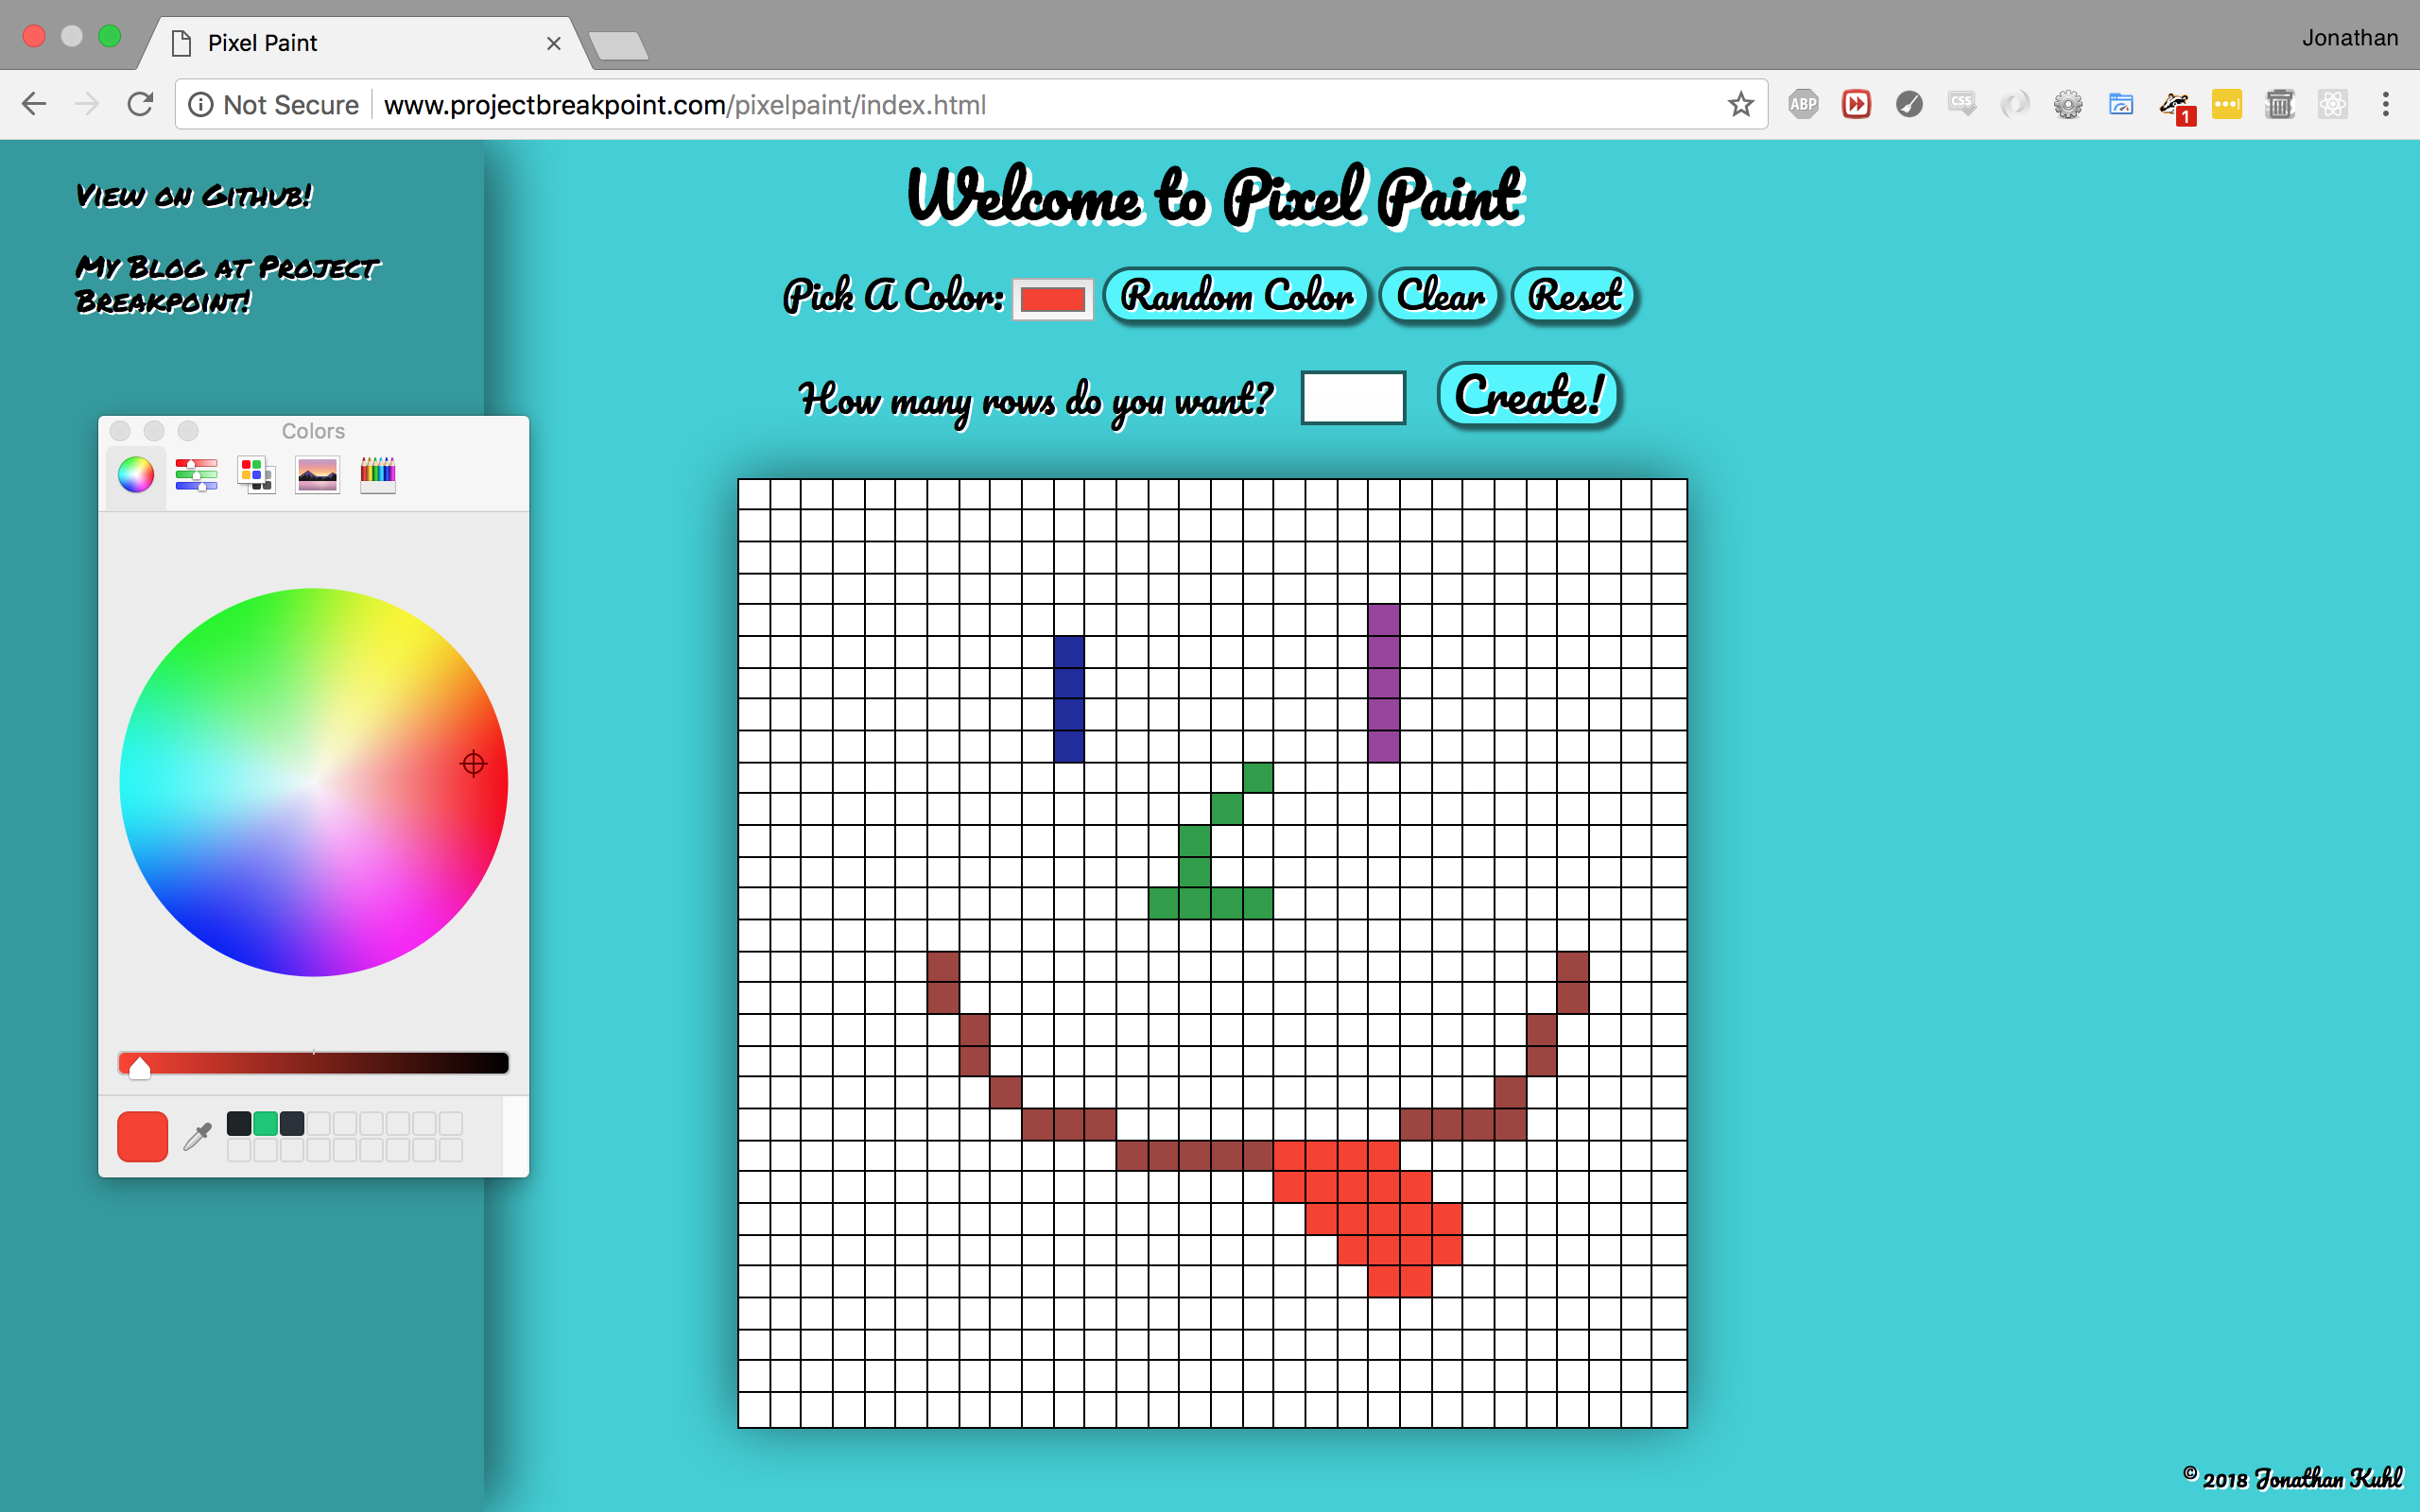 Pixel Paint
Jonathan
Not Secure
www.projectbreakpoint.com/pixelpaint/index.html
ABP
CSS
1
View on Github!
My Blog at Project
Breakpoint!
Welcome to Pixel Paint
Pick A Color:
Random Color
Clear
Reset
How many rows do you want?
Create!
Colors
© 2018 Jonathan Kuhl